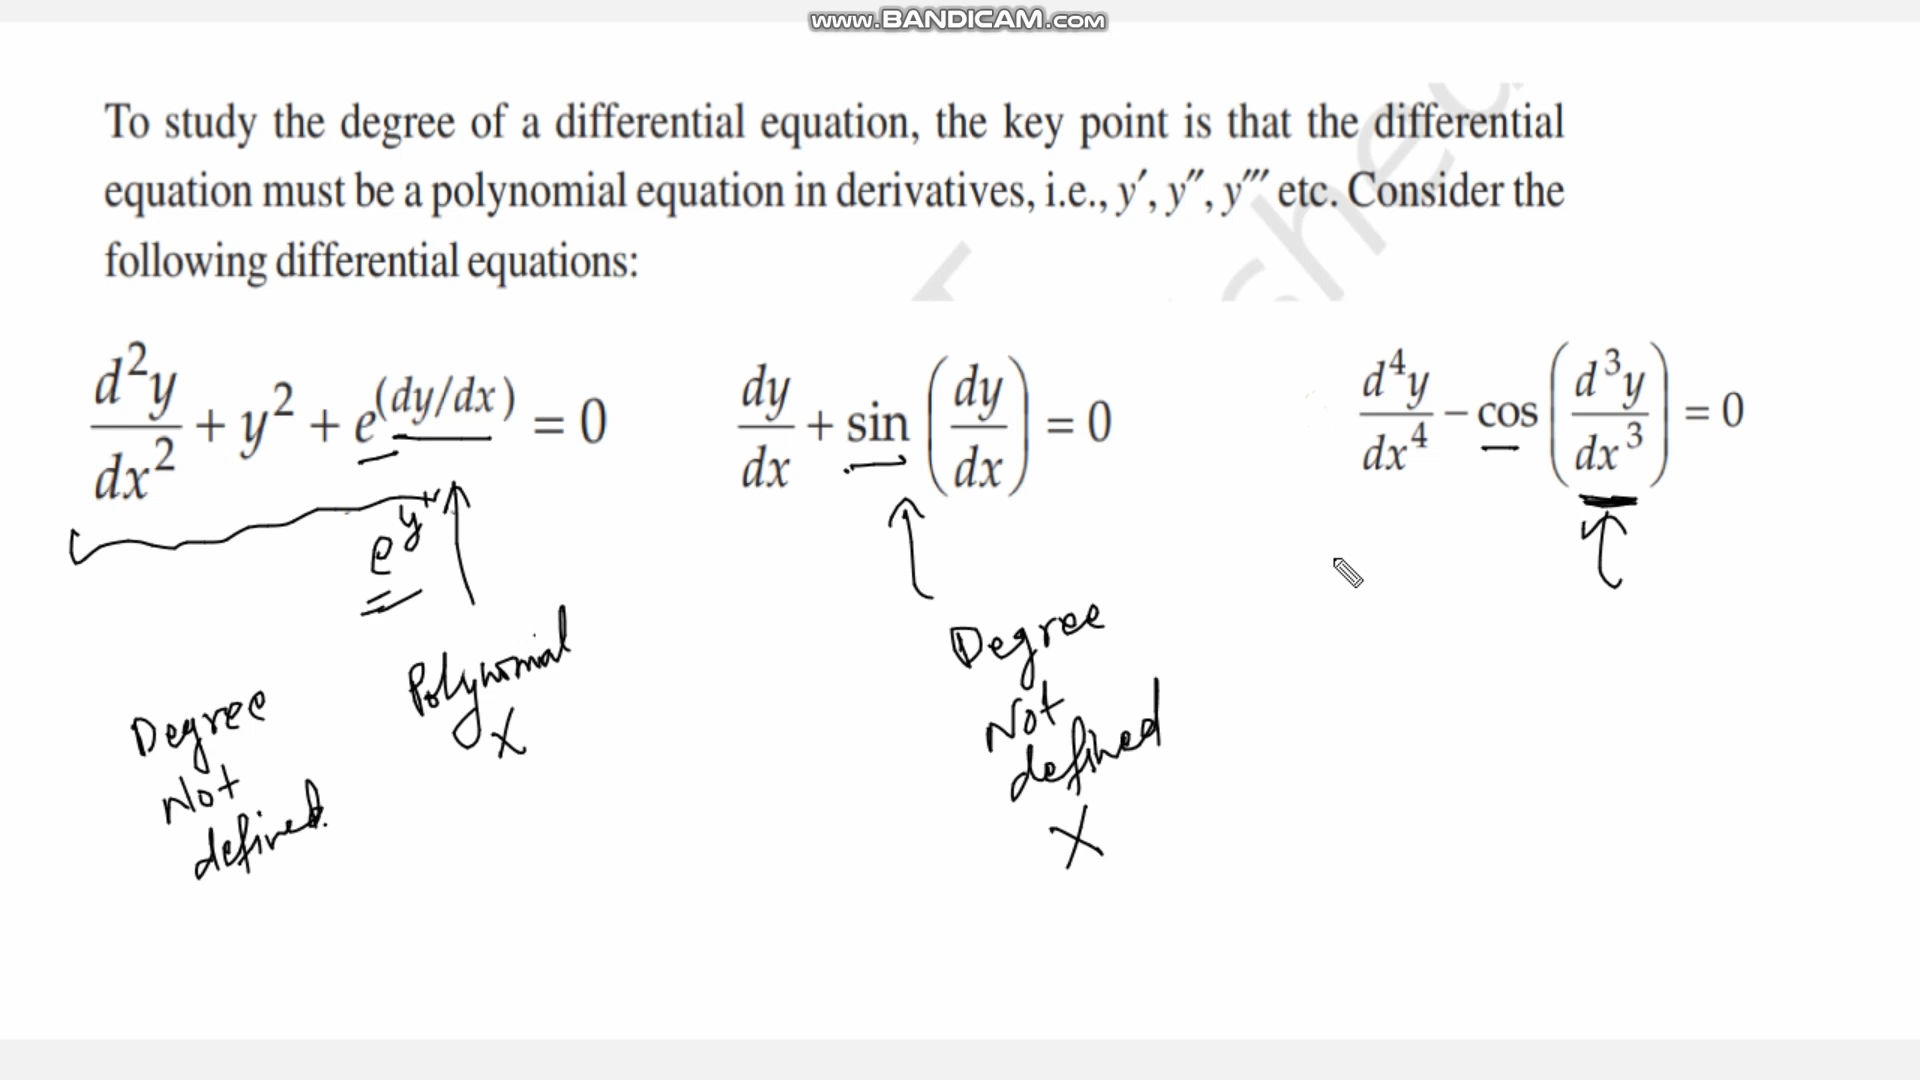 www.BANDICAM.com
To study the degree of a differential equation, the key point is that the differential
equation must be a polynomial equation in derivatives, i.e., y′, y″, y‴ etc. Consider the
following differential equations:
d²y/dx² + y² + e^(dy/dx) = 0
dy/dx + sin(dy/dx) = 0
d⁴y/dx⁴ − cos(d³y/dx³) = 0
Polynomial
X
Degree
Not
defined.
Degree
Not
defined
X